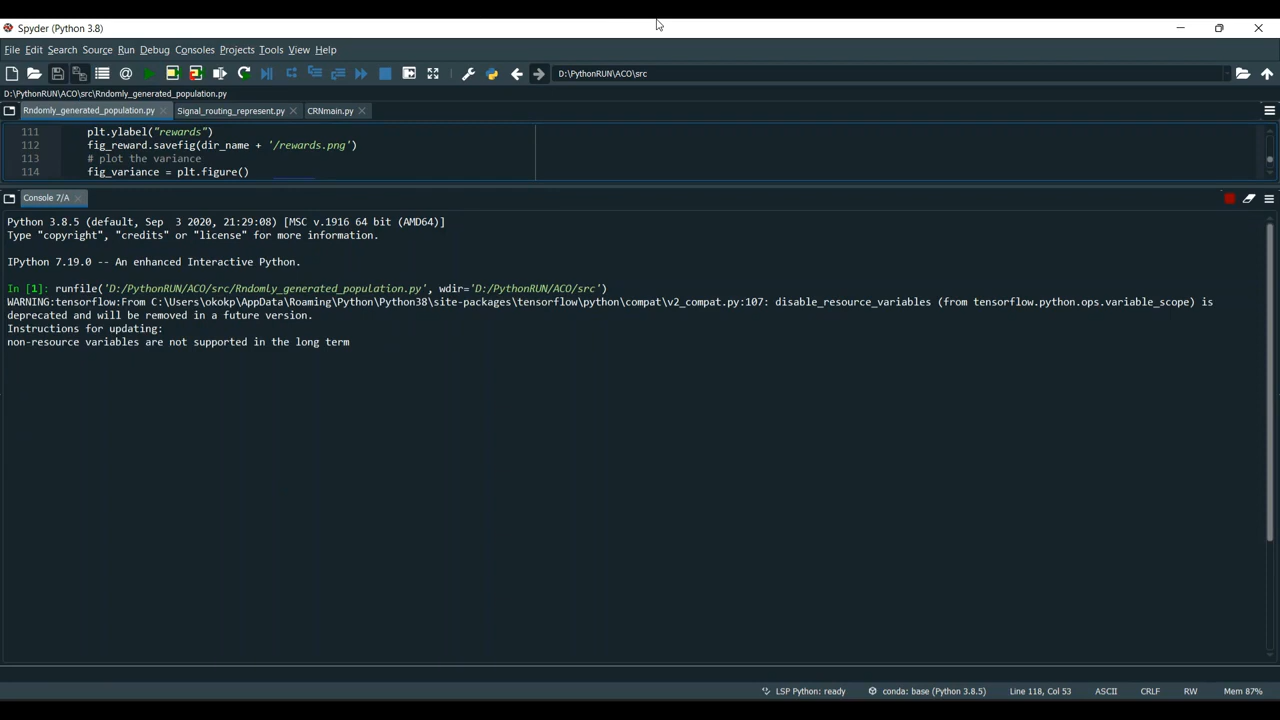 Spyder (Python 3.8)
File Edit Search Source Run Debug Consoles Projects Tools View Help
D:\PythonRUN\ACO\src
D:\PythonRUN\ACO\src\Rndomly_generated_population.py
Rndomly_generated_population.py Signal_routing_represent.py CRNmain.py
111 plt.ylabel("rewards")
112 fig_reward.savefig(dir_name + '/rewards.png')
113 # plot the variance
114 fig_variance = plt.figure()
Console 7/A
Python 3.8.5 (default, Sep  3 2020, 21:29:08) [MSC v.1916 64 bit (AMD64)]
Type "copyright", "credits" or "license" for more information.
IPython 7.19.0 -- An enhanced Interactive Python.
In [1]: runfile('D:/PythonRUN/ACO/src/Rndomly_generated_population.py', wdir='D:/PythonRUN/ACO/src')
WARNING:tensorflow:From C:\Users\okokp\AppData\Roaming\Python\Python38\site-packages\tensorflow\python\compat\v2_compat.py:107: disable_resource_variables (from tensorflow.python.ops.variable_scope) is
deprecated and will be removed in a future version.
Instructions for updating:
non-resource variables are not supported in the long term
LSP Python: ready conda: base (Python 3.8.5) Line 118, Col 53 ASCII CRLF RW Mem 87%